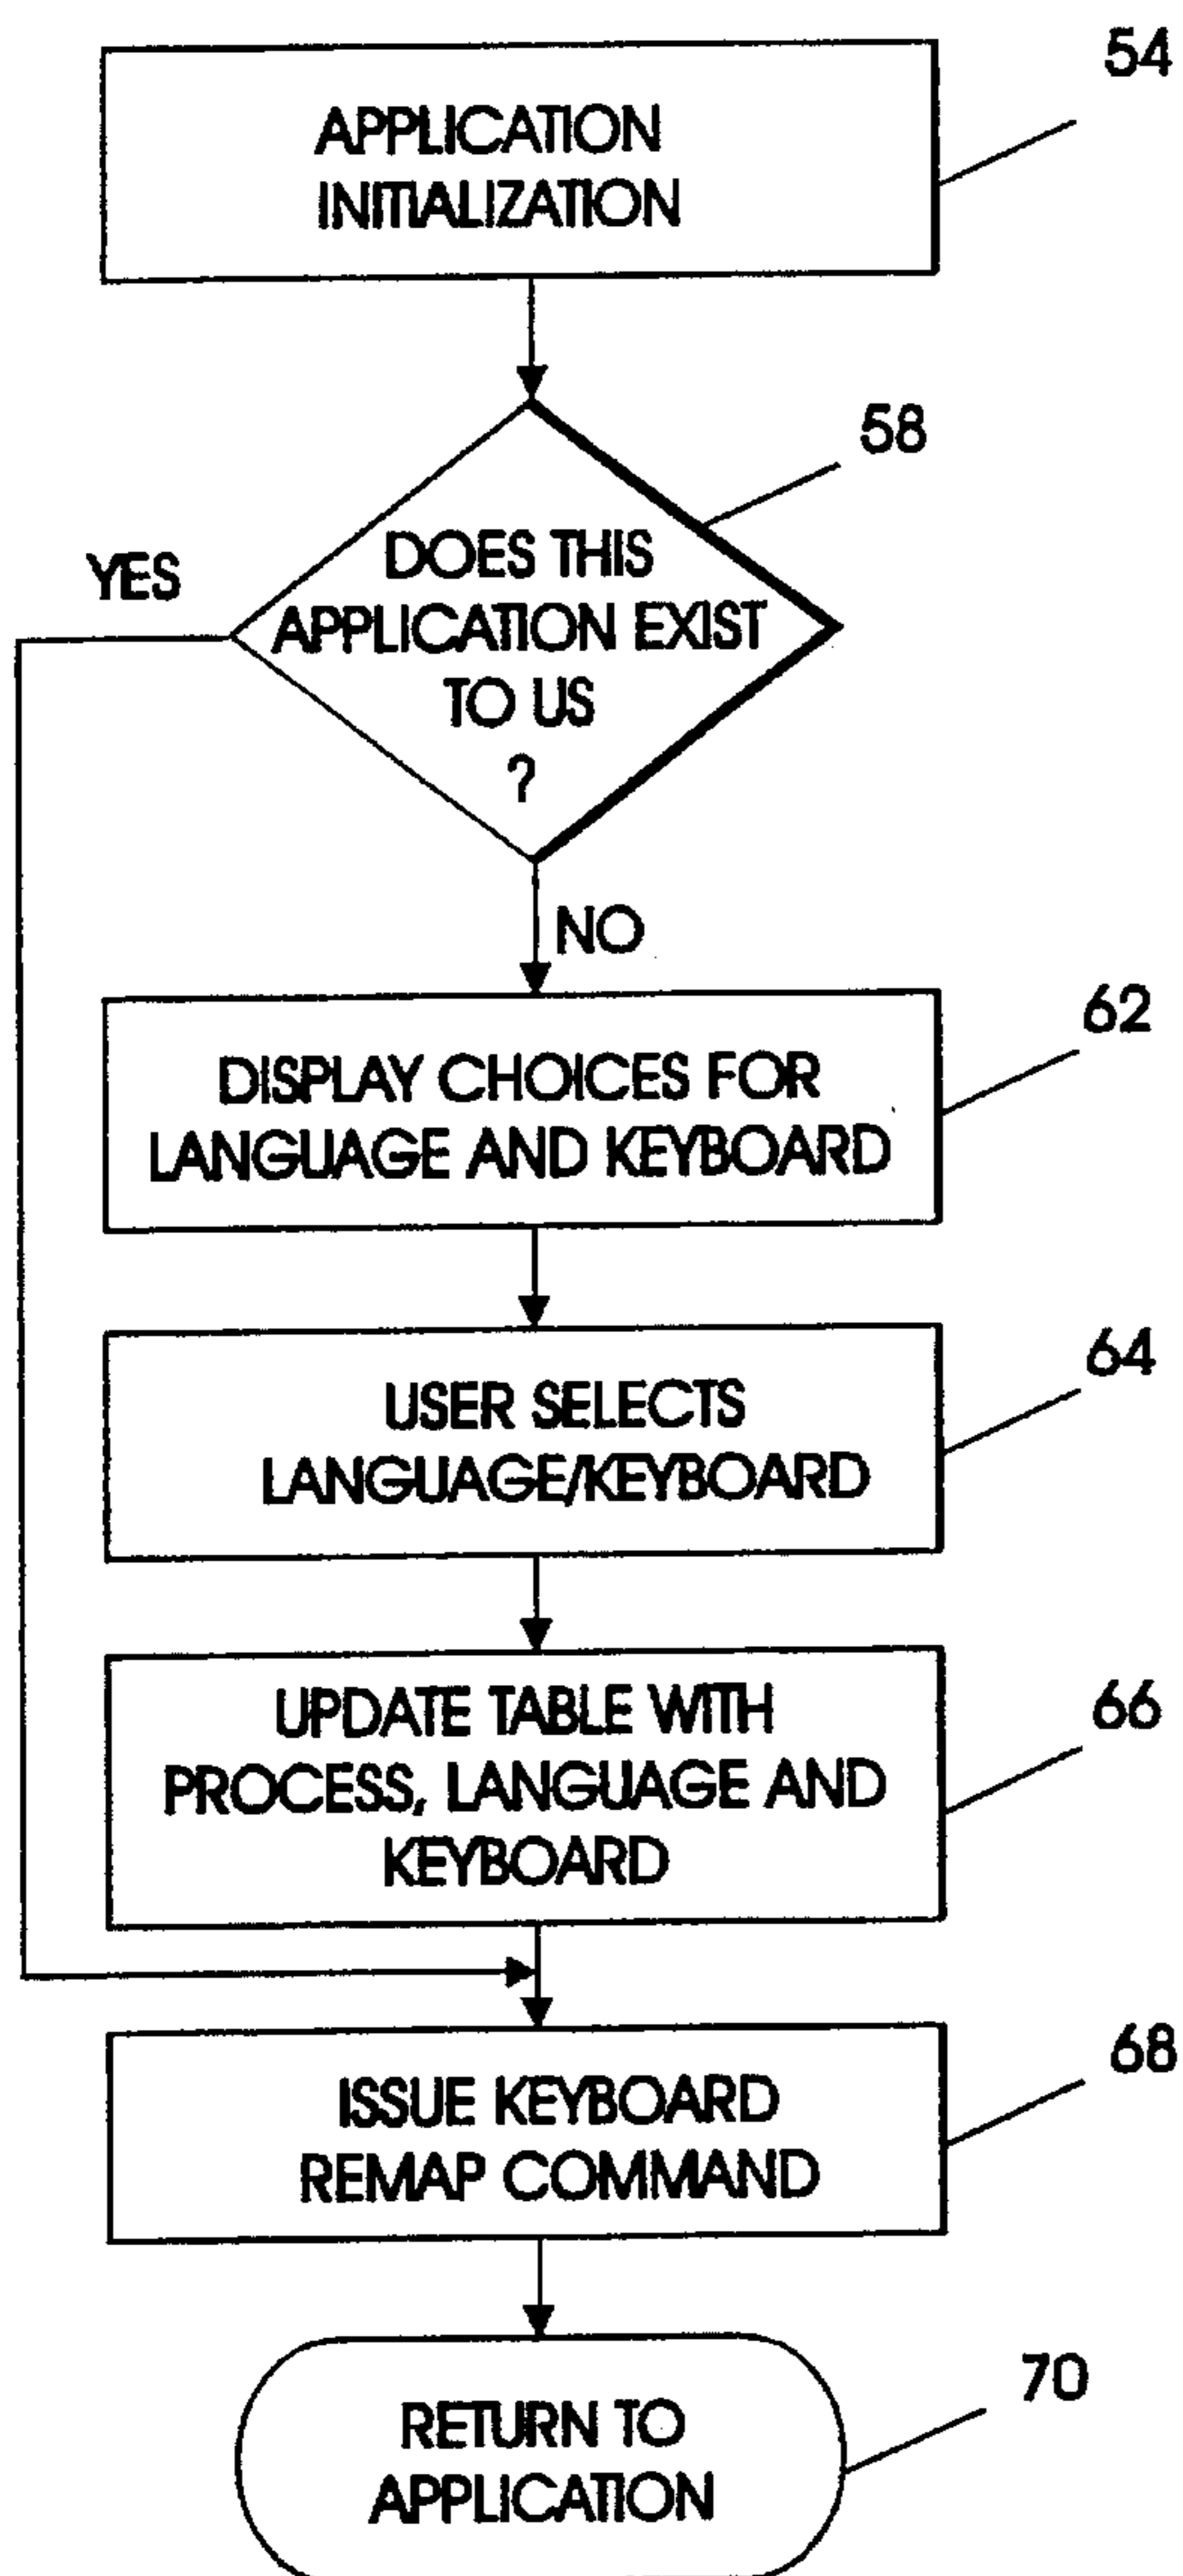 54
APPLICATION
INITIALIZATION
58
DOES THIS
APPLICATION EXIST
TO US
?
YES
NO
62
DISPLAY CHOICES FOR
LANGUAGE AND KEYBOARD
64
USER SELECTS
LANGUAGE/KEYBOARD
66
UPDATE TABLE WITH
PROCESS, LANGUAGE AND
KEYBOARD
68
ISSUE KEYBOARD
REMAP COMMAND
70
RETURN TO
APPLICATION